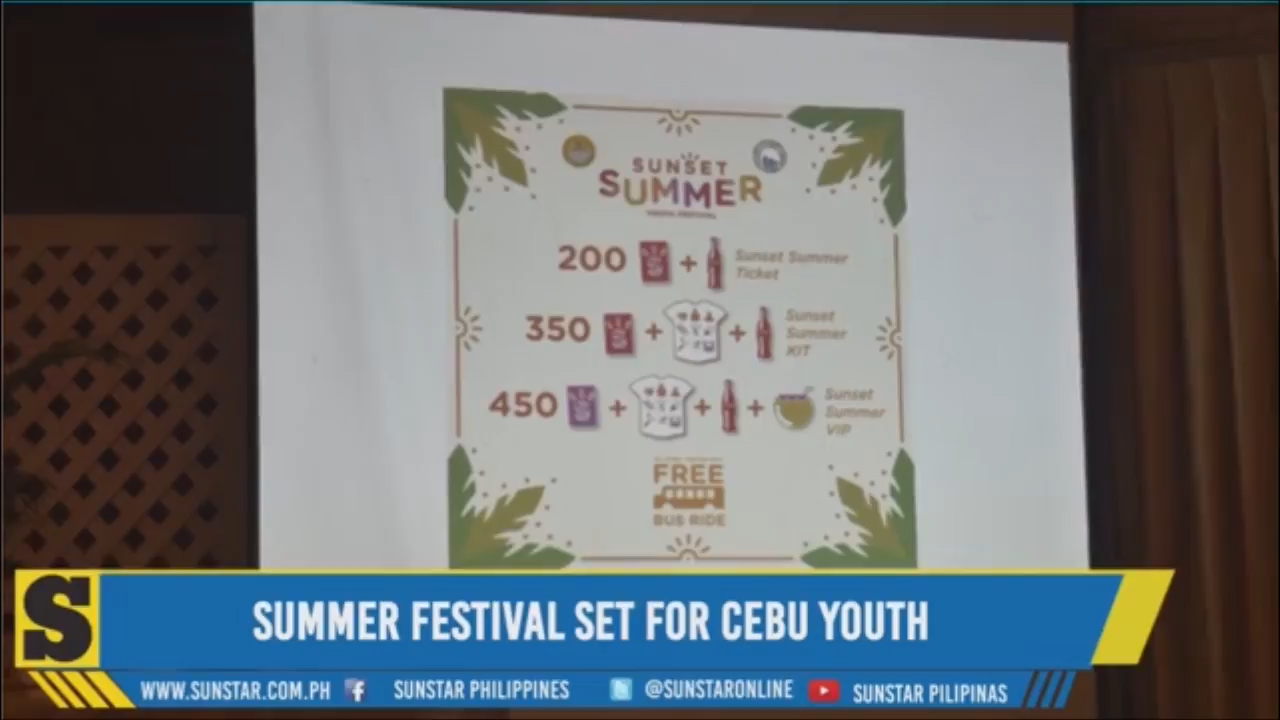 SUNSET
SUMMER
200 + Sunset Summer
Ticket
350 + + Sunset
Summer
KIT
450 + + + Sunset
Summer
VIP
FREE
BUS RIDE
S
SUMMER FESTIVAL SET FOR CEBU YOUTH
WWW.SUNSTAR.COM.PH f SUNSTAR PHILIPPINES @SUNSTARONLINE SUNSTAR PILIPINAS